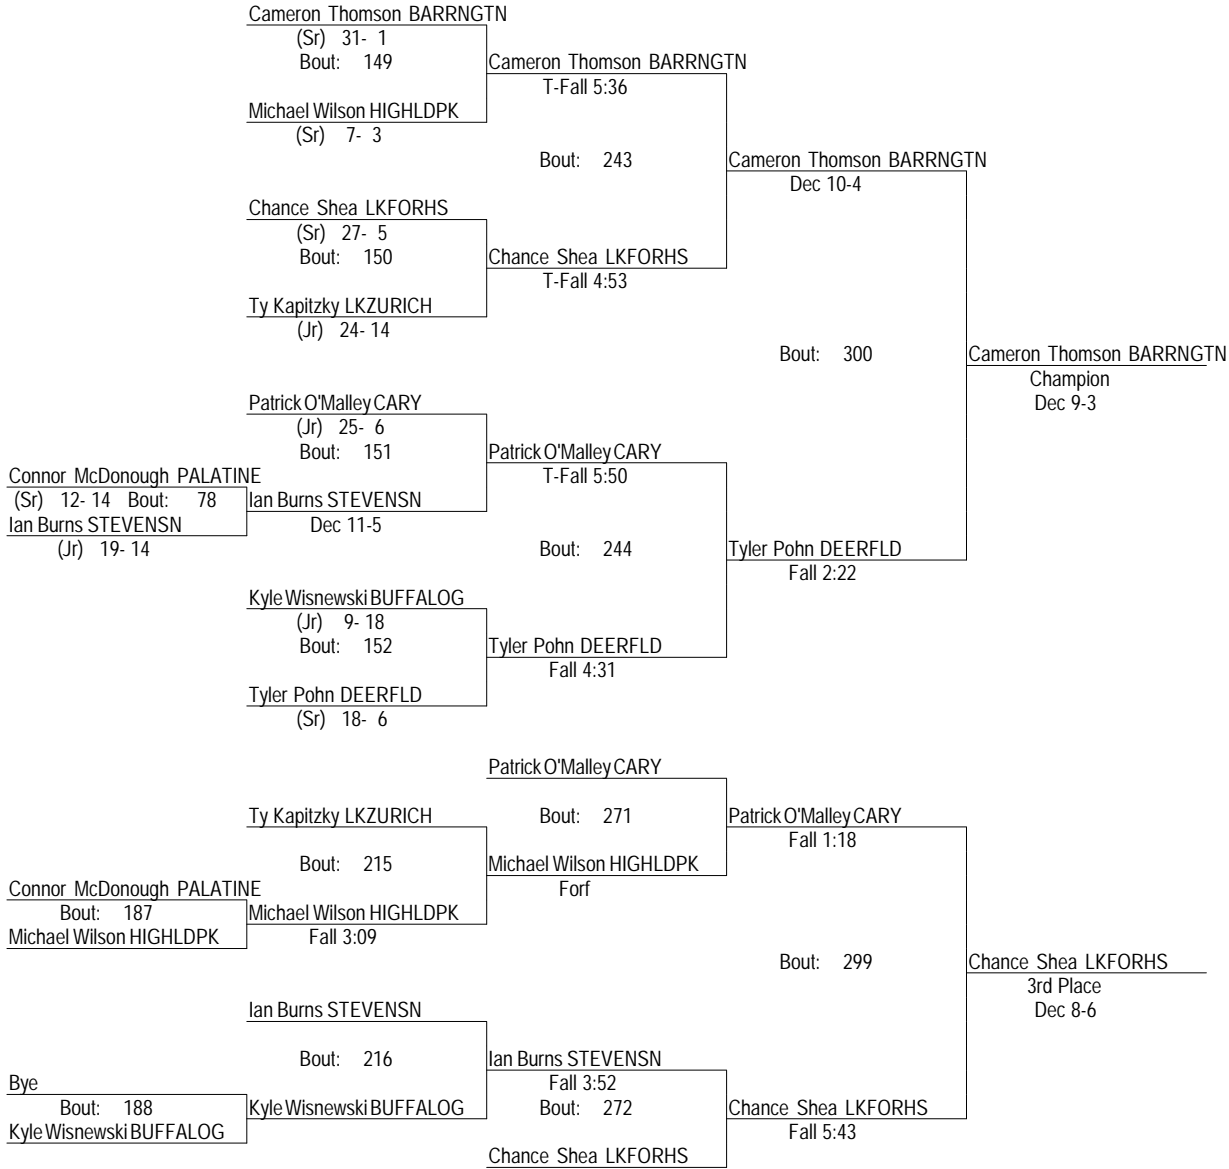 Cameron Thomson BARRNGTN
(Sr) 31- 1
Bout: 149
Cameron Thomson BARRNGTN
T-Fall 5:36
Michael Wilson HIGHLDPK
(Sr) 7- 3
Bout: 243
Cameron Thomson BARRNGTN
Dec 10-4
Chance Shea LKFORHS
(Sr) 27- 5
Bout: 150
Chance Shea LKFORHS
T-Fall 4:53
Ty Kapitzky LKZURICH
(Jr) 24- 14
Bout: 300
Cameron Thomson BARRNGTN
Champion
Dec 9-3
Patrick O'Malley CARY
(Jr) 25- 6
Bout: 151
Patrick O'Malley CARY
T-Fall 5:50
Connor McDonough PALATINE
(Sr) 12- 14 Bout: 78
Ian Burns STEVENSN
(Jr) 19- 14
Ian Burns STEVENSN
Dec 11-5
Bout: 244
Tyler Pohn DEERFLD
Fall 2:22
Kyle Wisnewski BUFFALOG
(Jr) 9- 18
Bout: 152
Tyler Pohn DEERFLD
Fall 4:31
Tyler Pohn DEERFLD
(Sr) 18- 6
Patrick O'Malley CARY
Bout: 271
Patrick O'Malley CARY
Fall 1:18
Ty Kapitzky LKZURICH
Bout: 215
Michael Wilson HIGHLDPK
Forf
Connor McDonough PALATINE
Bout: 187
Michael Wilson HIGHLDPK
Michael Wilson HIGHLDPK
Fall 3:09
Bout: 299
Chance Shea LKFORHS
3rd Place
Dec 8-6
Ian Burns STEVENSN
Bout: 216
Ian Burns STEVENSN
Fall 3:52
Bye
Bout: 188
Kyle Wisnewski BUFFALOG
Kyle Wisnewski BUFFALOG
Bout: 272
Chance Shea LKFORHS
Fall 5:43
Chance Shea LKFORHS